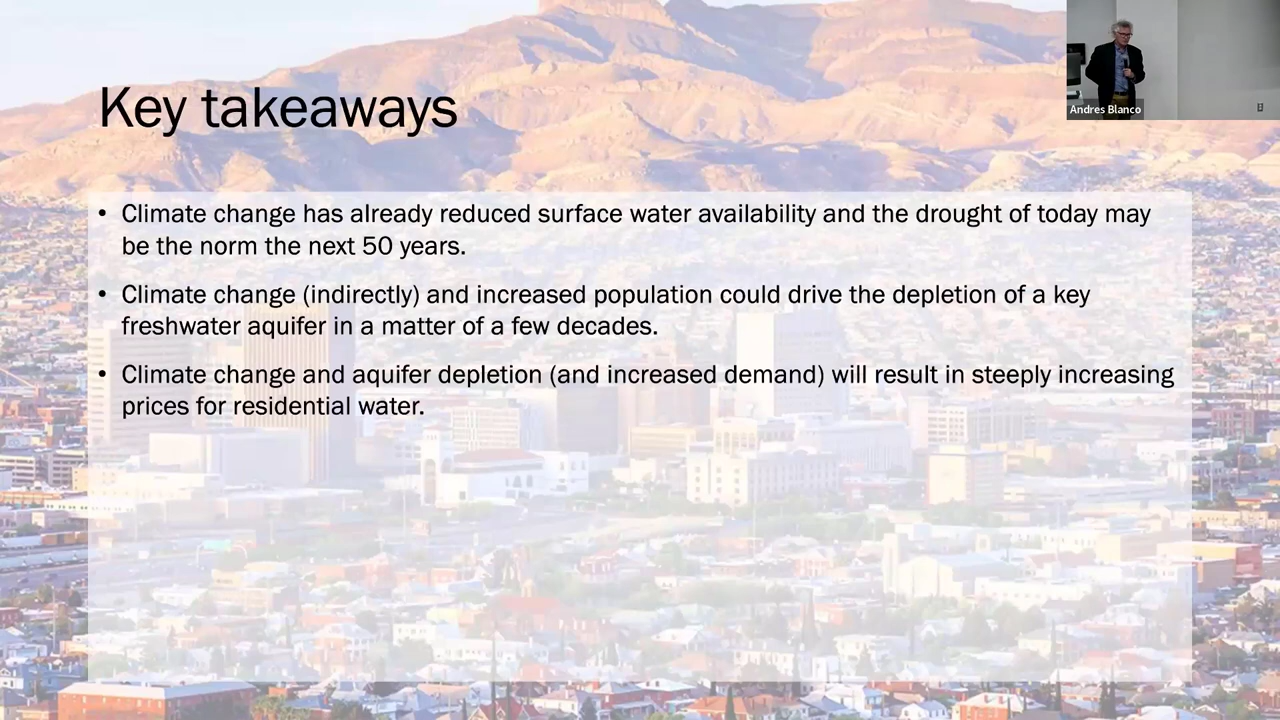 Andres Blanco
Key takeaways
• Climate change has already reduced surface water availability and the drought of today may
be the norm the next 50 years.
• Climate change (indirectly) and increased population could drive the depletion of a key
freshwater aquifer in a matter of a few decades.
• Climate change and aquifer depletion (and increased demand) will result in steeply increasing
prices for residential water.